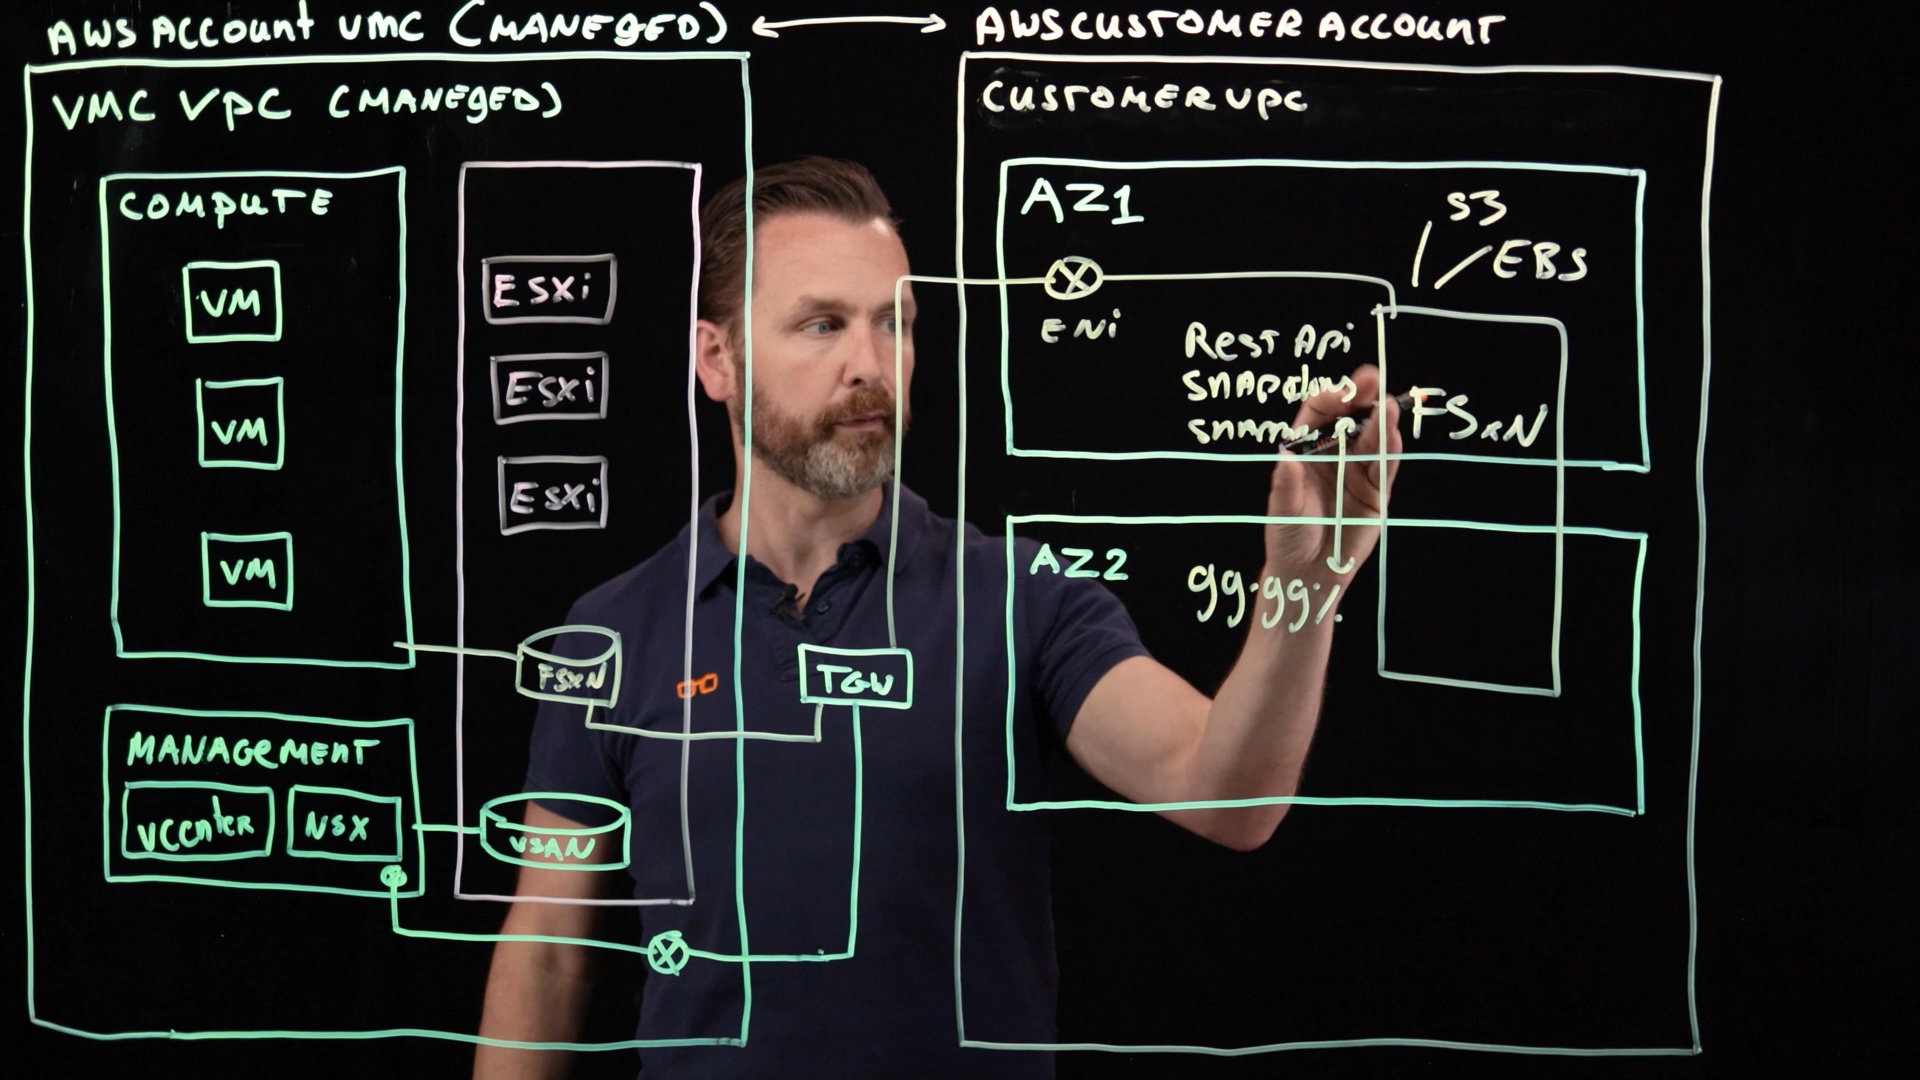 AWS ACCOUNT VMC (MANEGED)
VMC VPC (MANEGED)
COMPUTE
VM
VM
VM
MANAGEMENT
VCENTER
NSX
ESXi
ESXi
ESXi
FSxN
VSAN
TGW
AWS CUSTOMER ACCOUNT
CUSTOMER VPC
AZ1
ENi
S3
/ / EBS
REST APi
FSxN
AZ2
99.99%